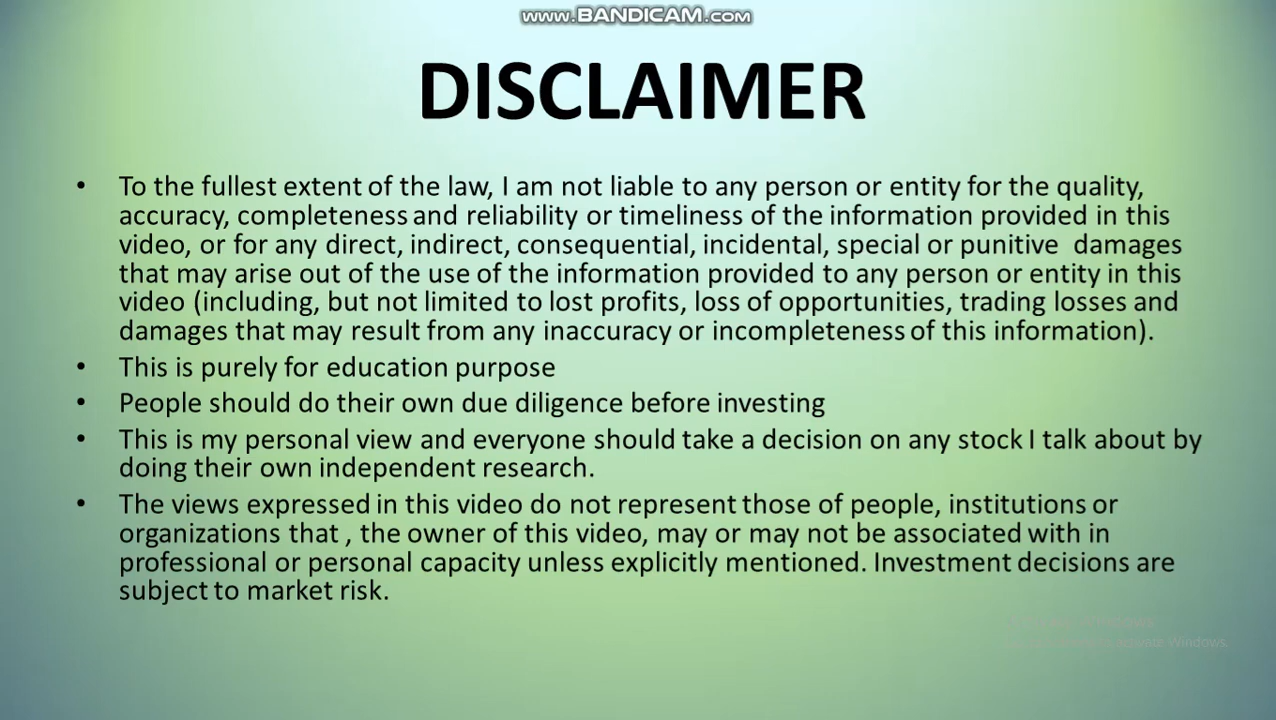 www.BANDICAM.com
DISCLAIMER
• To the fullest extent of the law, I am not liable to any person or entity for the quality,
accuracy, completeness and reliability or timeliness of the information provided in this
video, or for any direct, indirect, consequential, incidental, special or punitive  damages
that may arise out of the use of the information provided to any person or entity in this
video (including, but not limited to lost profits, loss of opportunities, trading losses and
damages that may result from any inaccuracy or incompleteness of this information).
• This is purely for education purpose
• People should do their own due diligence before investing
• This is my personal view and everyone should take a decision on any stock I talk about by
doing their own independent research.
• The views expressed in this video do not represent those of people, institutions or
organizations that , the owner of this video, may or may not be associated with in
professional or personal capacity unless explicitly mentioned. Investment decisions are
subject to market risk.
Windows.